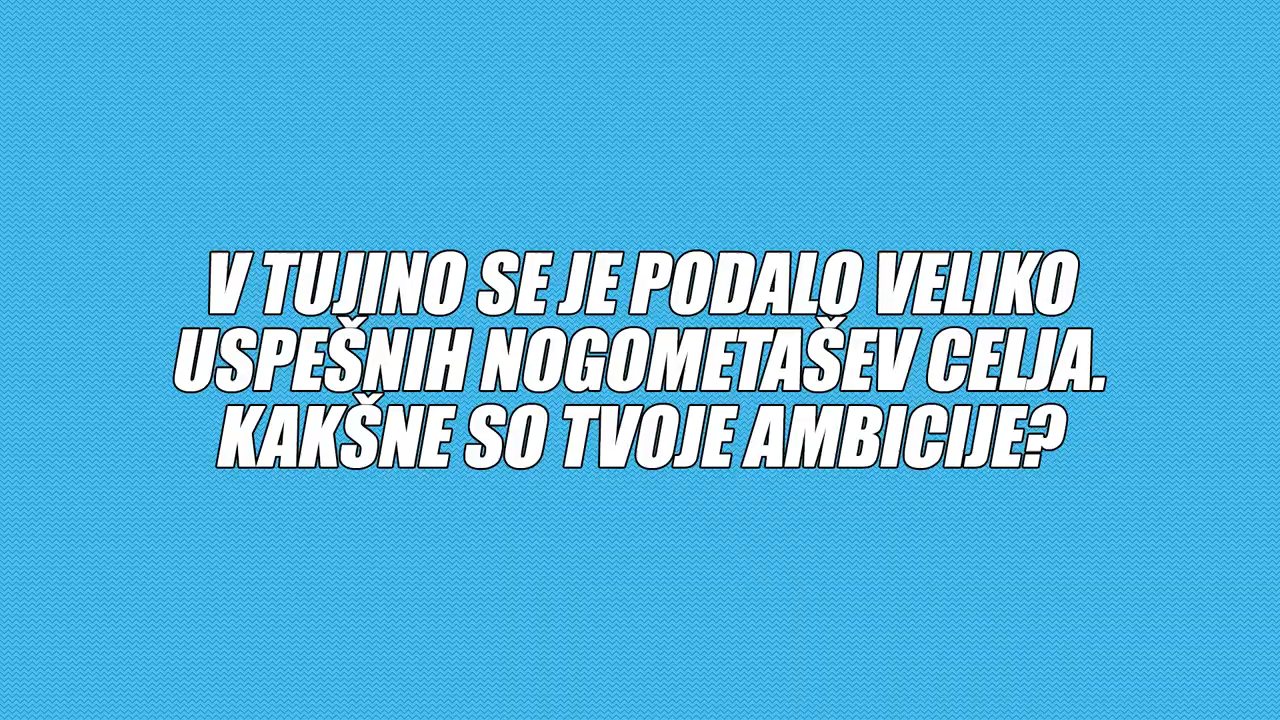 V TUJINO SE JE PODALO VELIKO
USPEŠNIH NOGOMETAŠEV CELJA.
KAKŠNE SO TVOJE AMBICIJE?